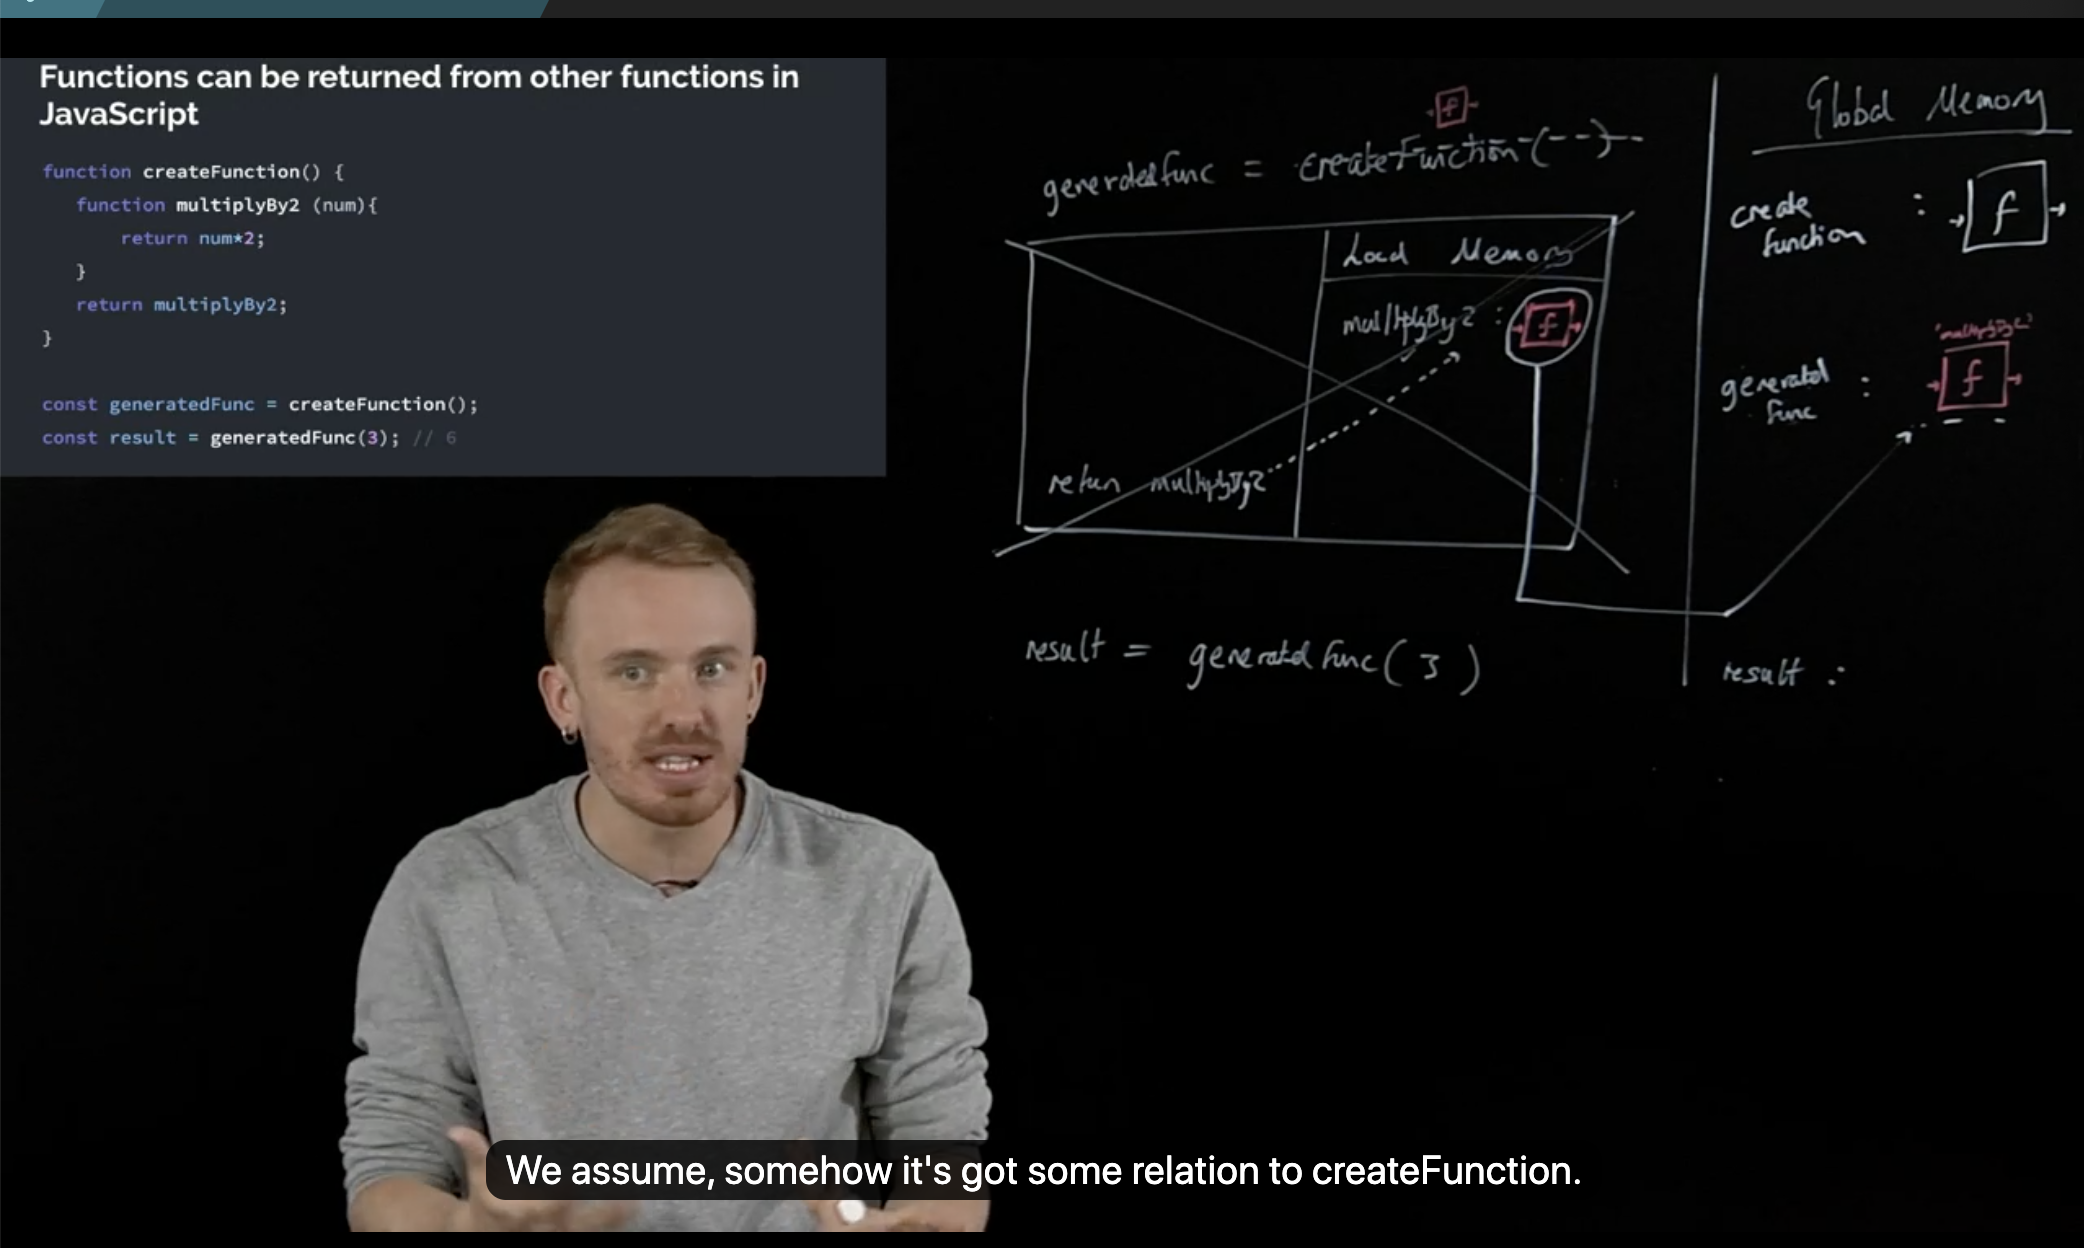 Functions can be returned from other functions in
JavaScript
function createFunction() {
function multiplyBy2 (num){
return num*2;
}
return multiplyBy2;
}
const generatedFunc = createFunction();
const result = generatedFunc(3); // 6
f
generatedfunc = createFunction (--)
Local Memory
multiplyBy2 : f
return multiplyBy2
result = generatedFunc( 3 )
Global Memory
create
function : f
'multiplyBy2'
generated
func : f
result :
We assume, somehow it's got some relation to createFunction.